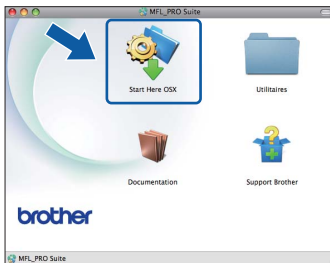 MFL_PRO Suite
Start Here OSX
Utilitaires
Documentation
Support Brother
brother
MFL_PRO Suite